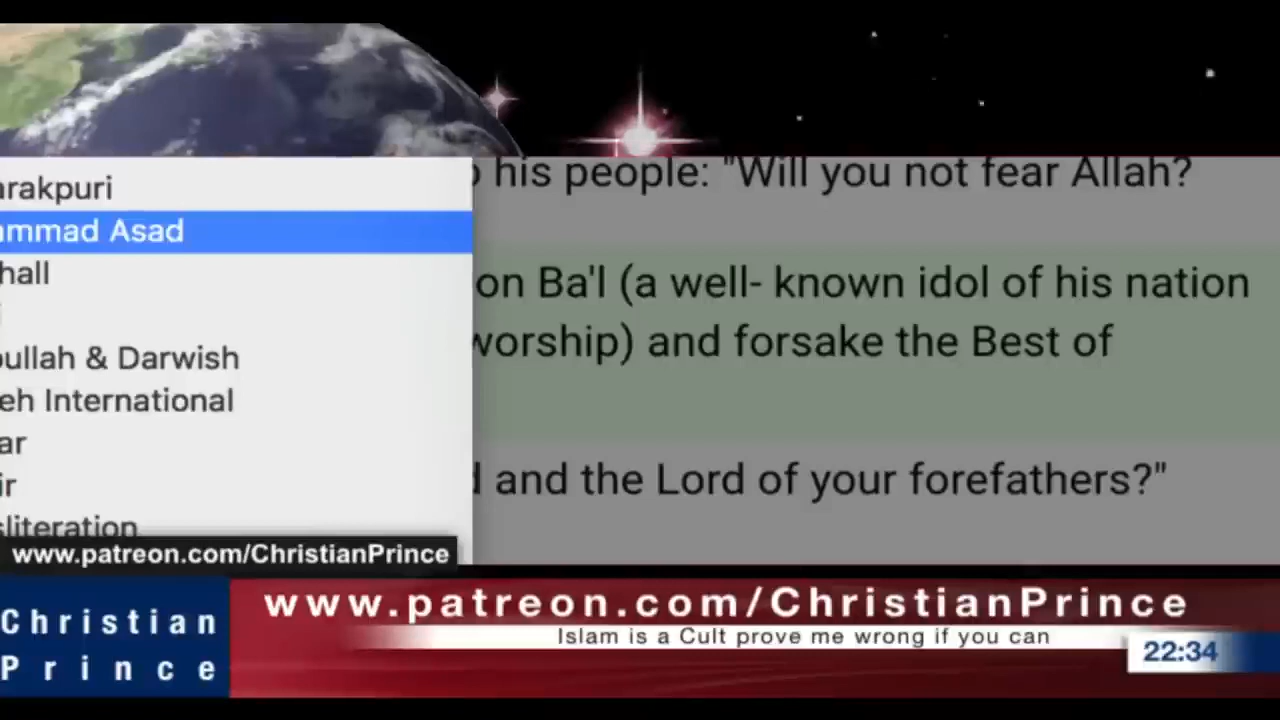 arakpuri
ammad Asad
hall
ullah & Darwish
eh International
ar
ir
sliteration
his people: "Will you not fear Allah?
on Ba'l (a well- known idol of his nation
worship) and forsake the Best of
and the Lord of your forefathers?"
www.patreon.com/ChristianPrince
Christian
Prince
www.patreon.com/ChristianPrince
Islam is a Cult prove me wrong if you can
22:34